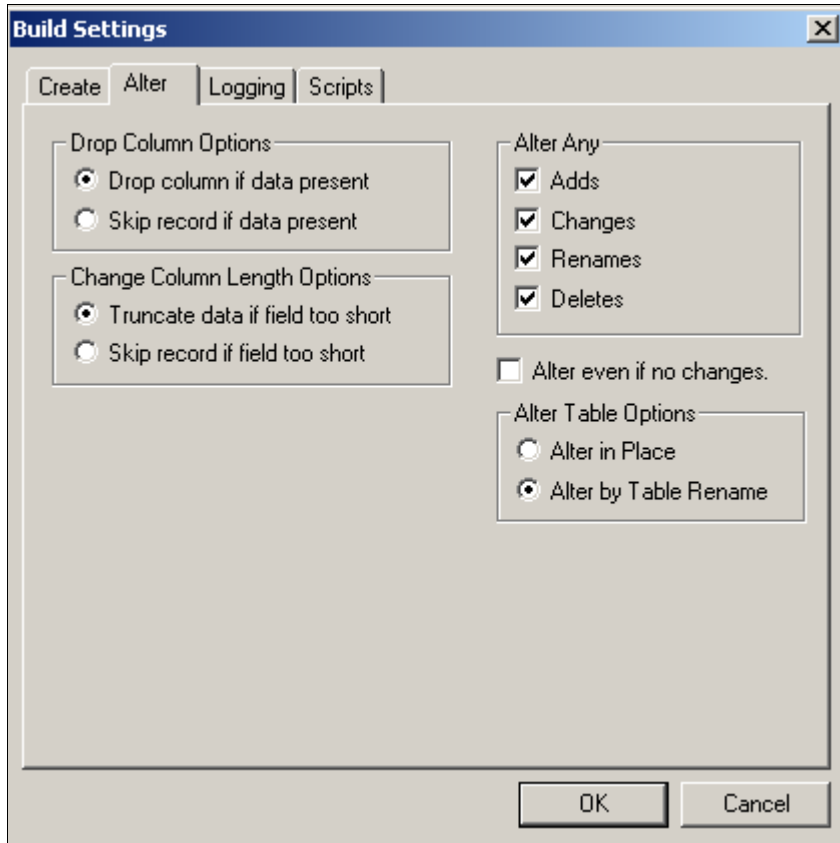 Build Settings
Create
Alter
Logging
Scripts
Drop Column Options
Drop column if data present
Skip record if data present
Change Column Length Options
Truncate data if field too short
Skip record if field too short
Alter Any
Adds
Changes
Renames
Deletes
Alter even if no changes.
Alter Table Options
Alter in Place
Alter by Table Rename
OK
Cancel